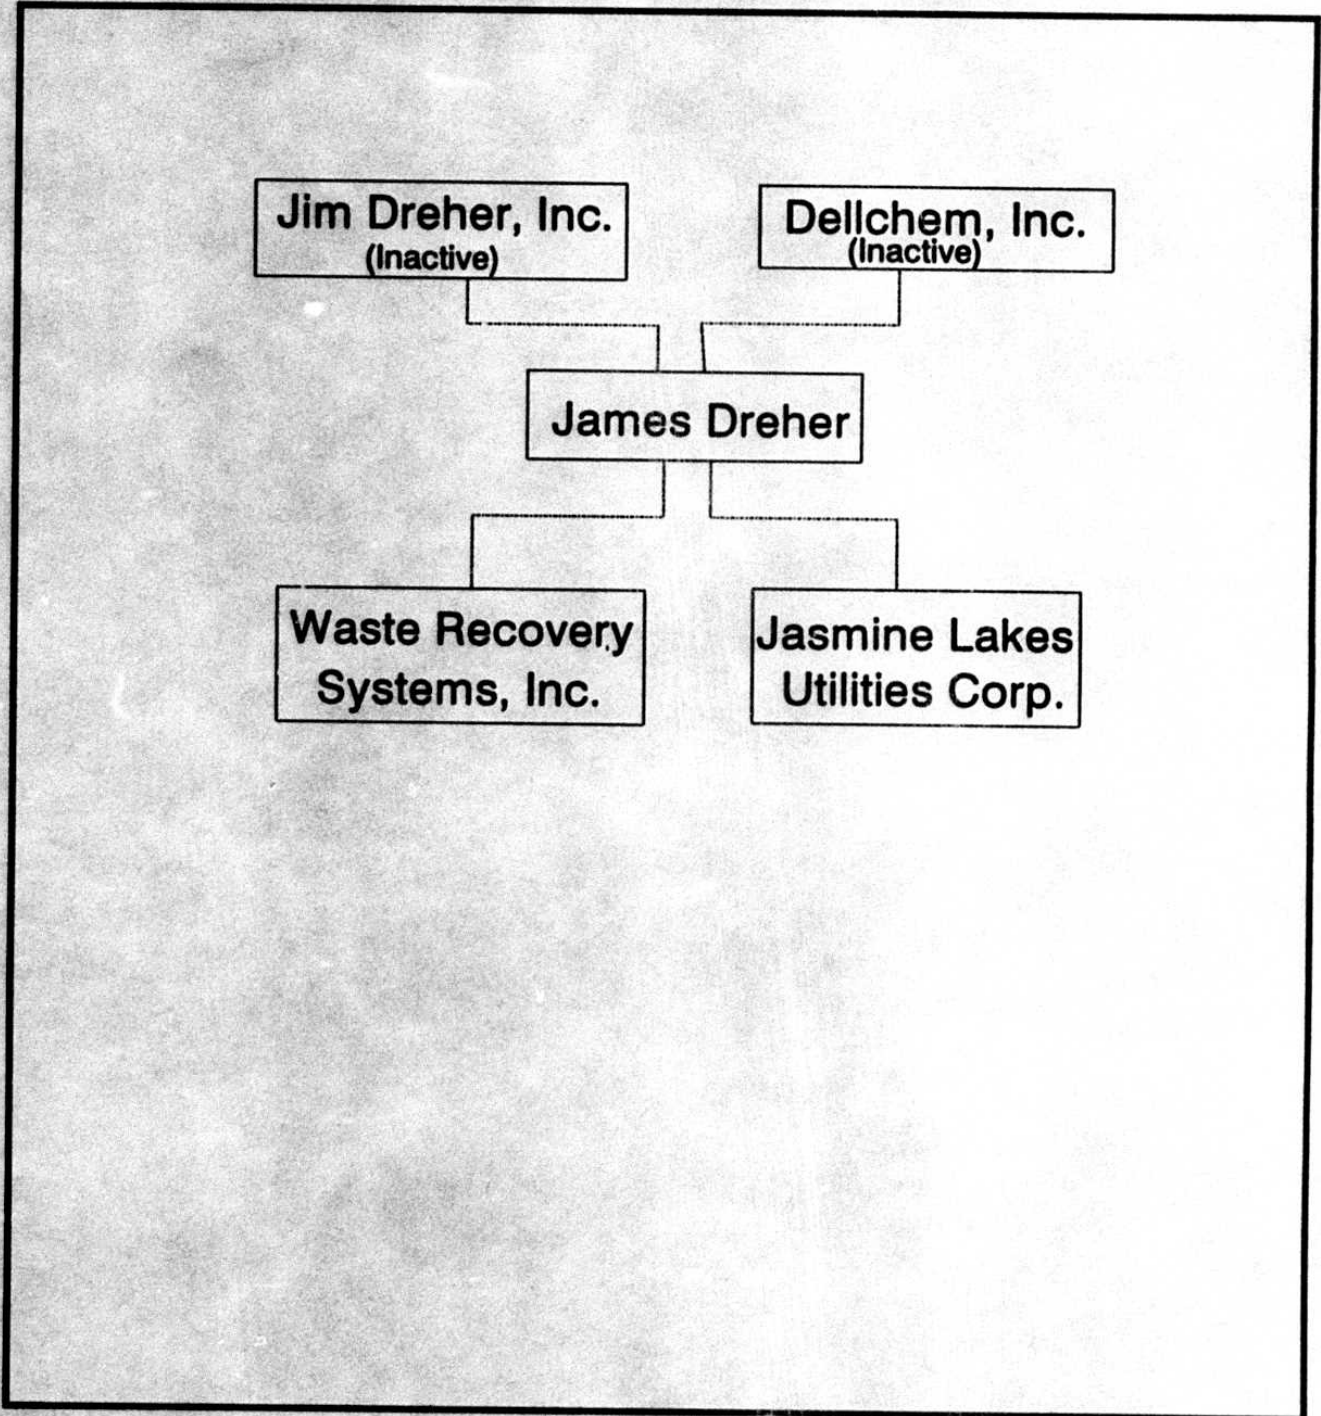 Jim Dreher, Inc.
(Inactive)
Dellchem, Inc.
(Inactive)
James Dreher
Waste Recovery
Systems, Inc.
Jasmine Lakes
Utilities Corp.